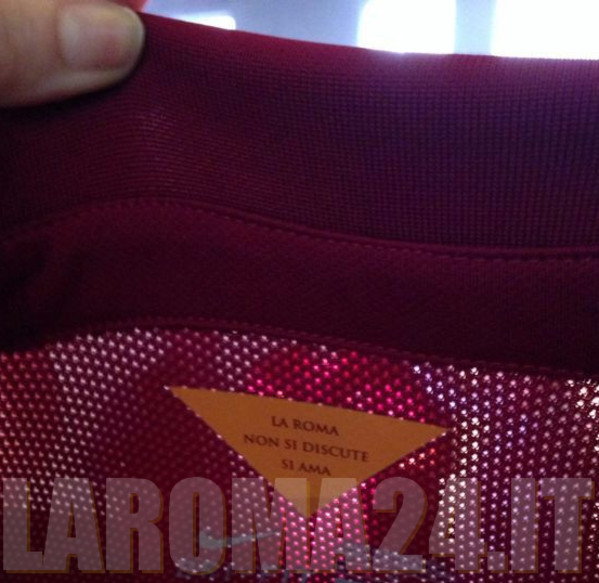 LA ROMA
NON SI DISCUTE
SI AMA
LAROMA24.IT